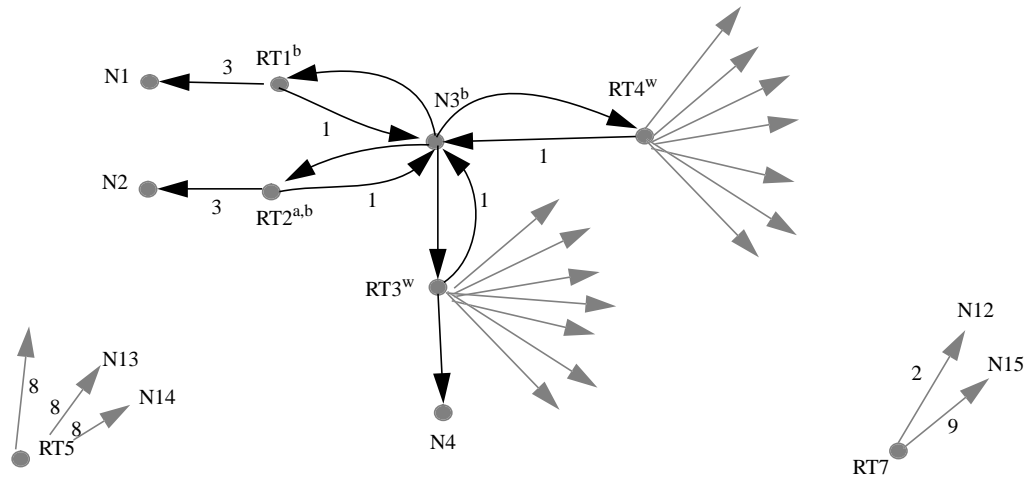 RT1b
N1
3
N3b
RT4w
1
1
N2
3
RT2a,b
1
1
RT3w
N12
N13
N15
8
2
8
N14
8
9
RT5
N4
RT7